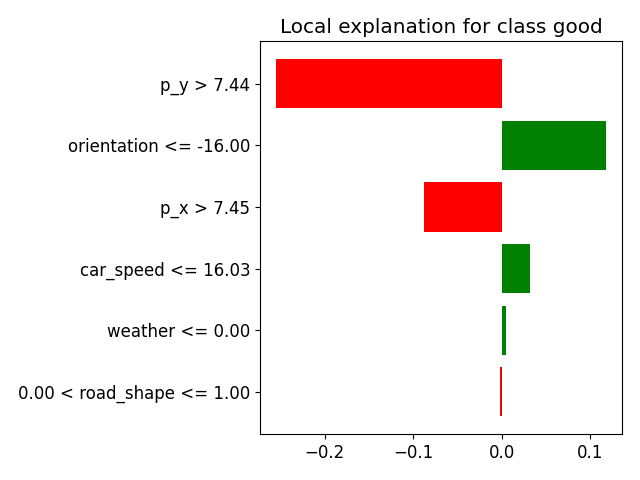 Local explanation for class good
p_y > 7.44
orientation <= -16.00
p_x > 7.45
car_speed <= 16.03
weather <= 0.00
0.00 < road_shape <= 1.00
−0.2 −0.1 0.0 0.1